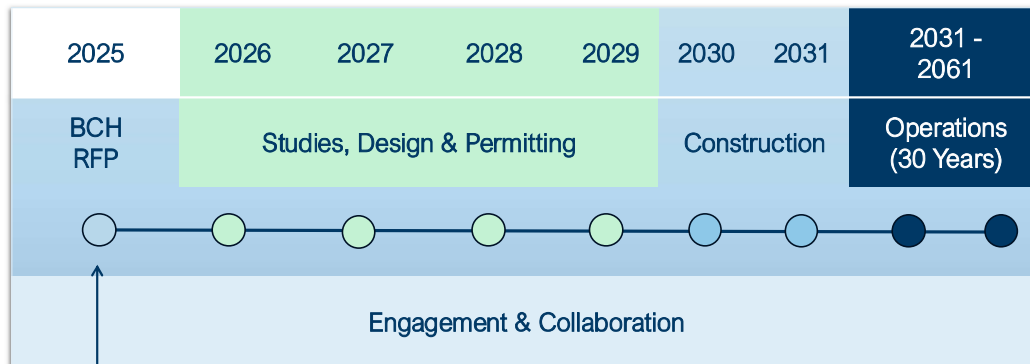 2025 2026 2027 2028 2029 2030 2031 2031 -
2061
BCH
RFP
Studies, Design & Permitting
Construction
Operations
(30 Years)
Engagement & Collaboration